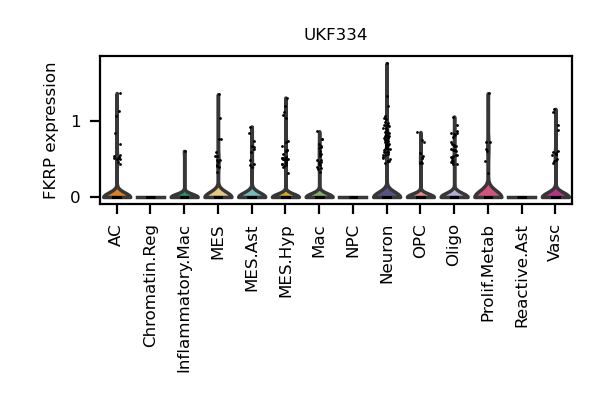 UKF334
FKRP expression
1
0
AC
Chromatin.Reg
Inflammatory.Mac
MES
MES.Ast
MES.Hyp
Mac
NPC
Neuron
OPC
Oligo
Prolif.Metab
Reactive.Ast
Vasc